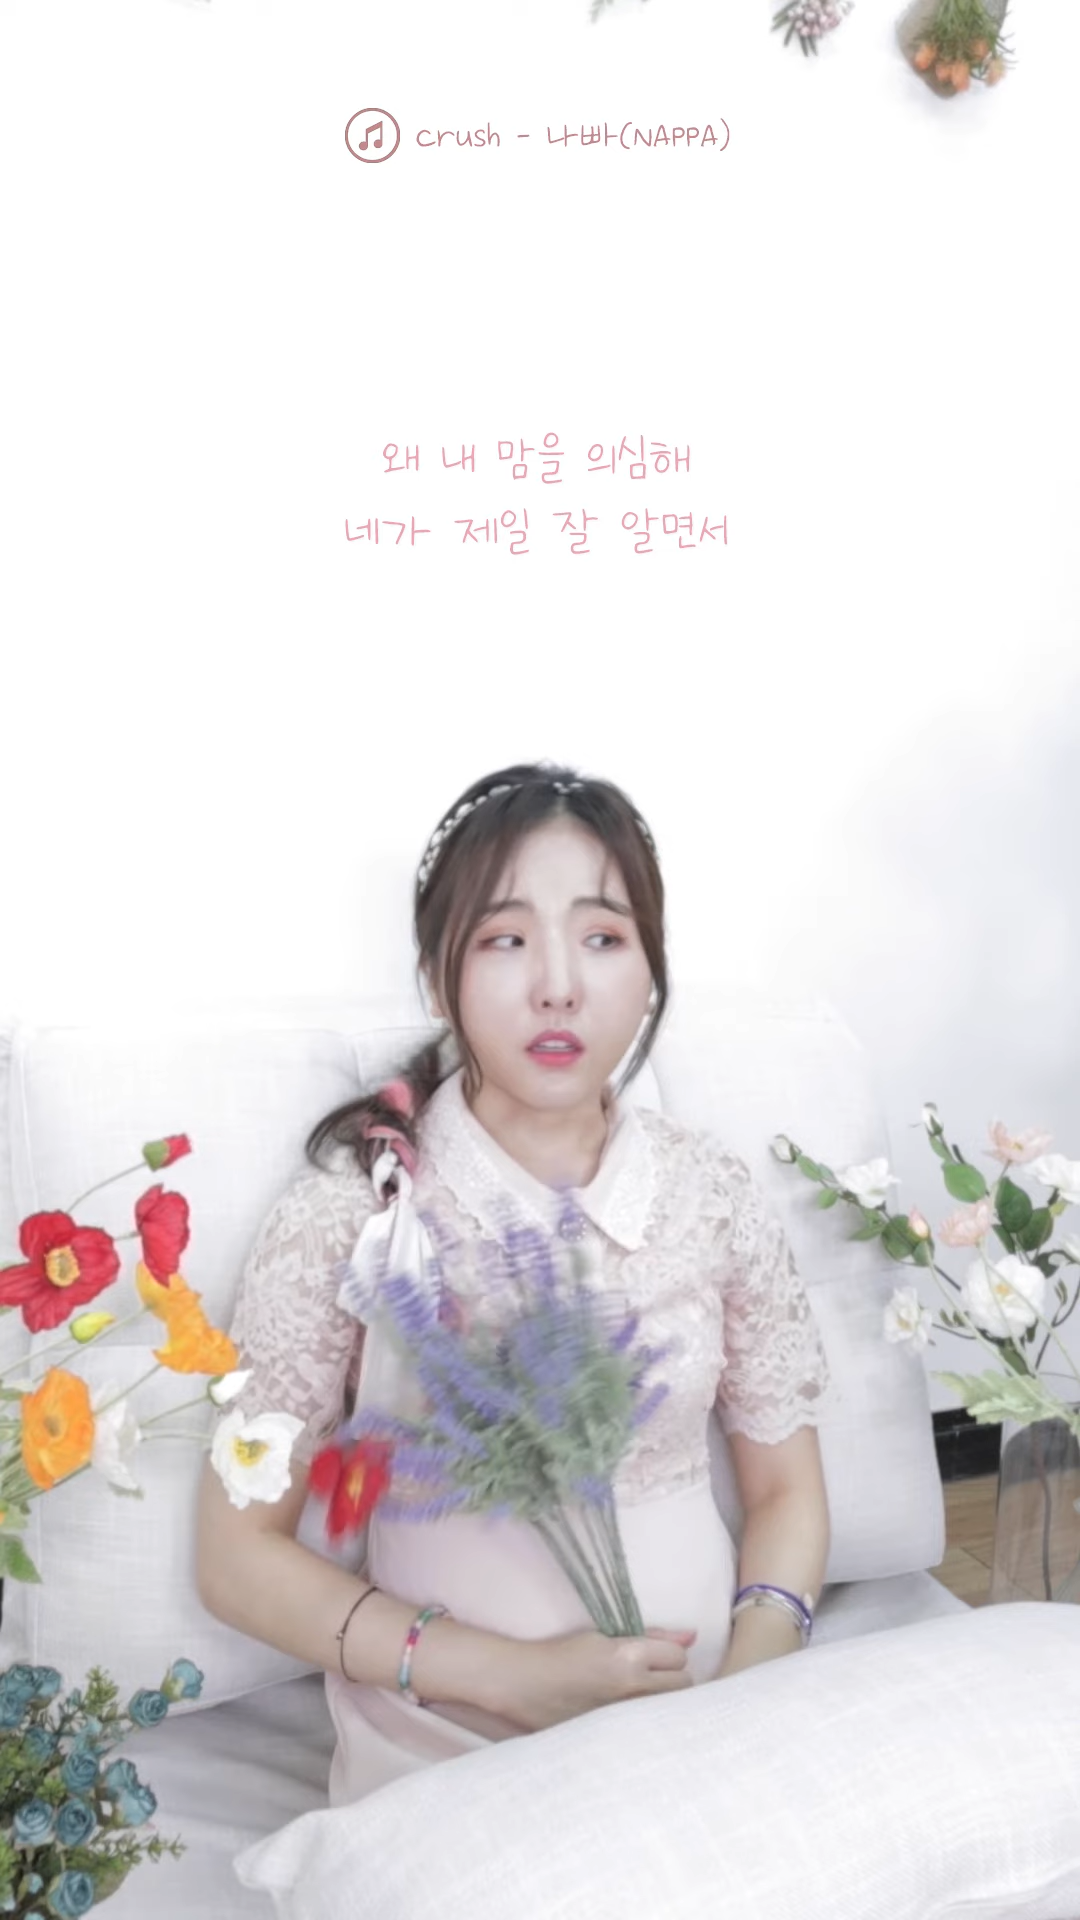 crush - 나빠(NAPPA)
왜 내 맘을 의심해
네가 제일 잘 알면서